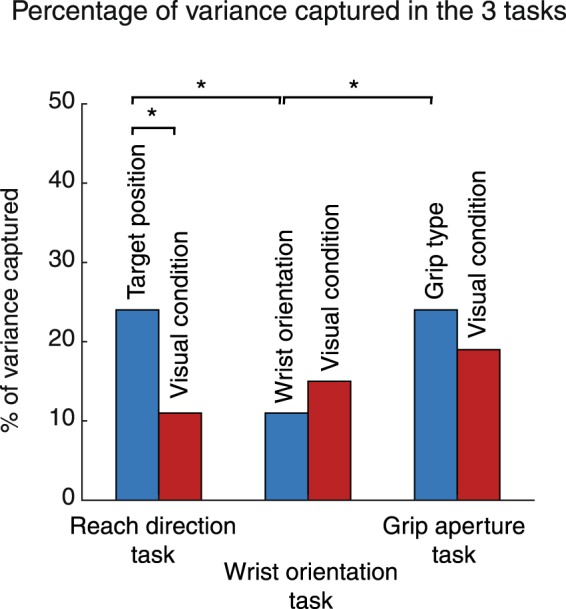 Percentage of variance captured in the 3 tasks
*
*
*
50
40
30
20
10
0
% of variance captured
Target position
Visual condition
Wrist orientation
Visual condition
Grip type
Visual condition
Reach direction
task
Wrist orientation
task
Grip aperture
task